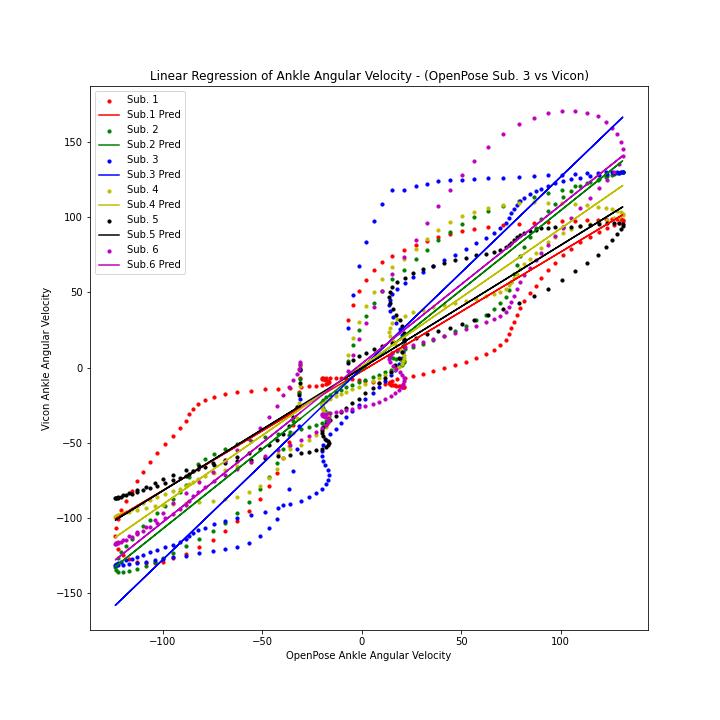 Linear Regression of Ankle Angular Velocity - (OpenPose Sub. 3 vs Vicon)
Sub. 1
Sub.1 Pred
Sub. 2
Sub.2 Pred
Sub. 3
Sub.3 Pred
Sub. 4
Sub.4 Pred
Sub. 5
Sub.5 Pred
Sub. 6
Sub.6 Pred
150
100
50
0
−50
−100
−150
Vicon Ankle Angular Velocity
−100 −50 0 50 100
OpenPose Ankle Angular Velocity